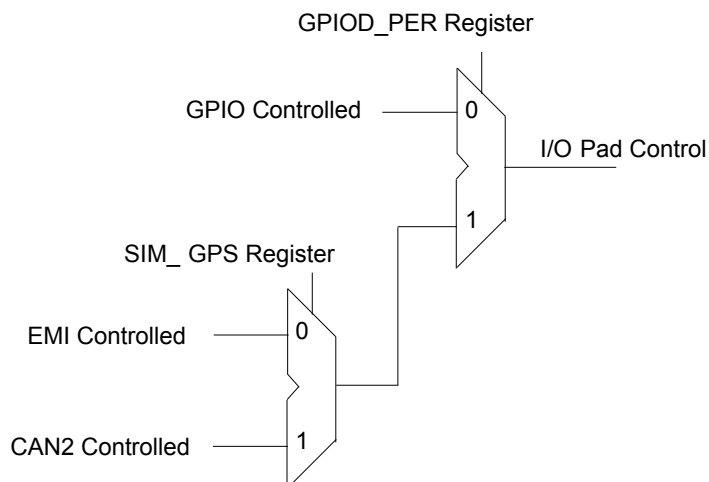 GPIOD_PER Register
GPIO Controlled
0
I/O Pad Control
1
SIM_ GPS Register
EMI Controlled
0
CAN2 Controlled
1